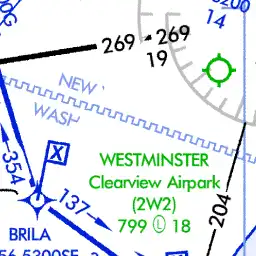 14
269 269
19
NEW
WASH
WESTMINSTER
Clearview Airpark
(2W2)
799 Ⓛ 18
X
354
137
204
BRILA